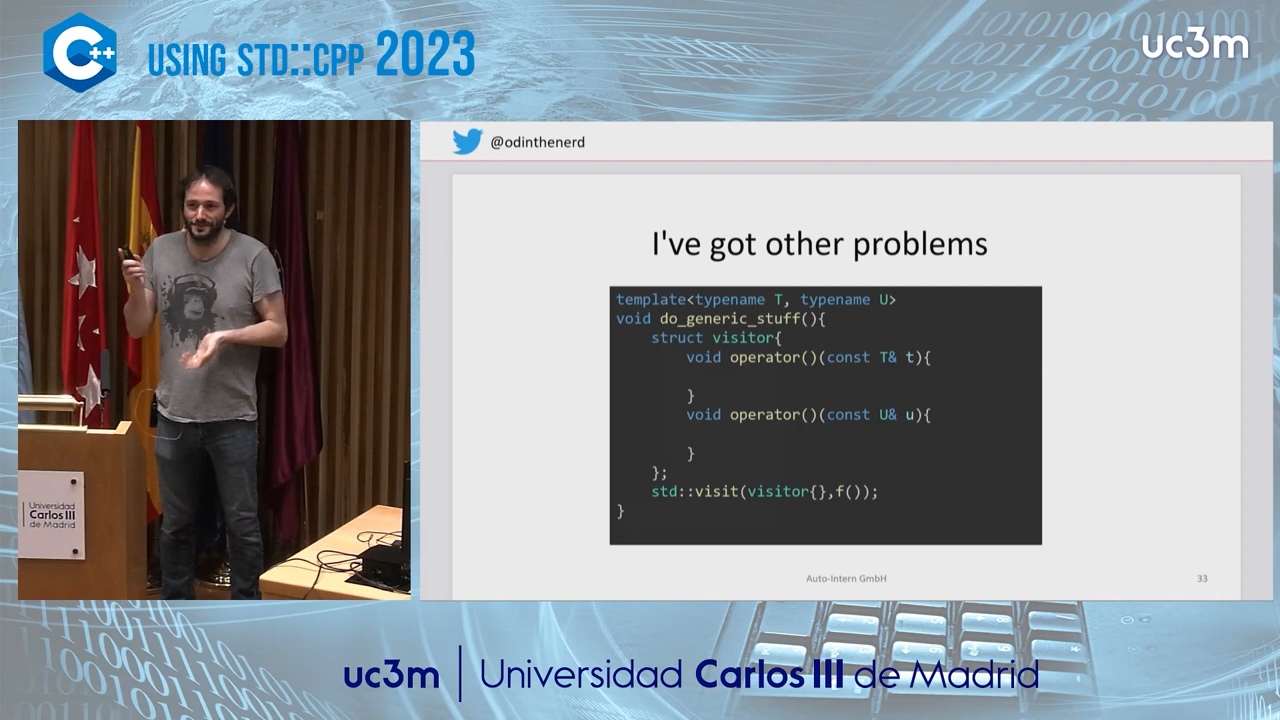 C++
USING STD::CPP 2023
uc3m
@odinthenerd
I've got other problems
template<typename T, typename U>
void do_generic_stuff(){
    struct visitor{
        void operator()(const T& t){
        }
        void operator()(const U& u){
        }
    };
    std::visit(visitor{},f());
}
Auto-Intern GmbH
33
Universidad
Carlos III
de Madrid
uc3m | Universidad Carlos III de Madrid